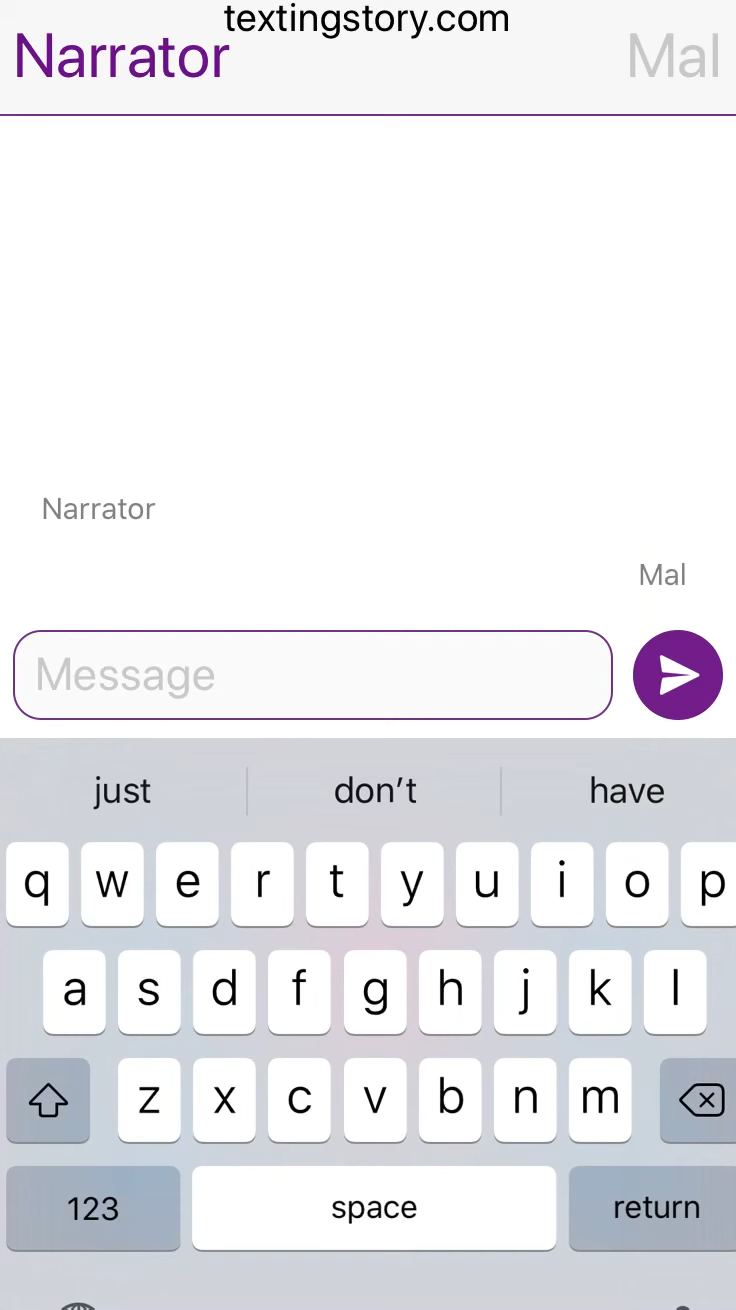 textingstory.com
Narrator Mal
Narrator
Mal
Message
just don’t have
q w e r t y u i o p
a s d f g h j k l
z x c v b n m
123 space return